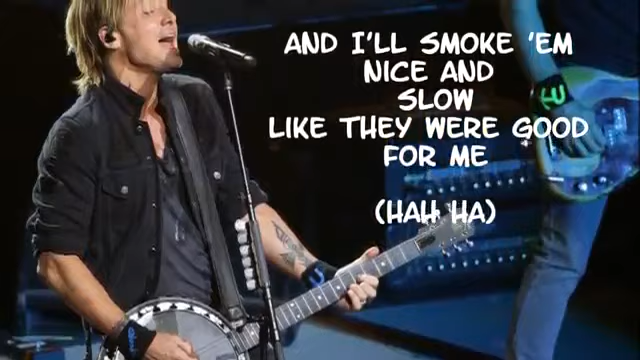 AND I'LL SMOKE 'EM
NICE AND
SLOW
LIKE THEY WERE GOOD
FOR ME
(HAH HA)